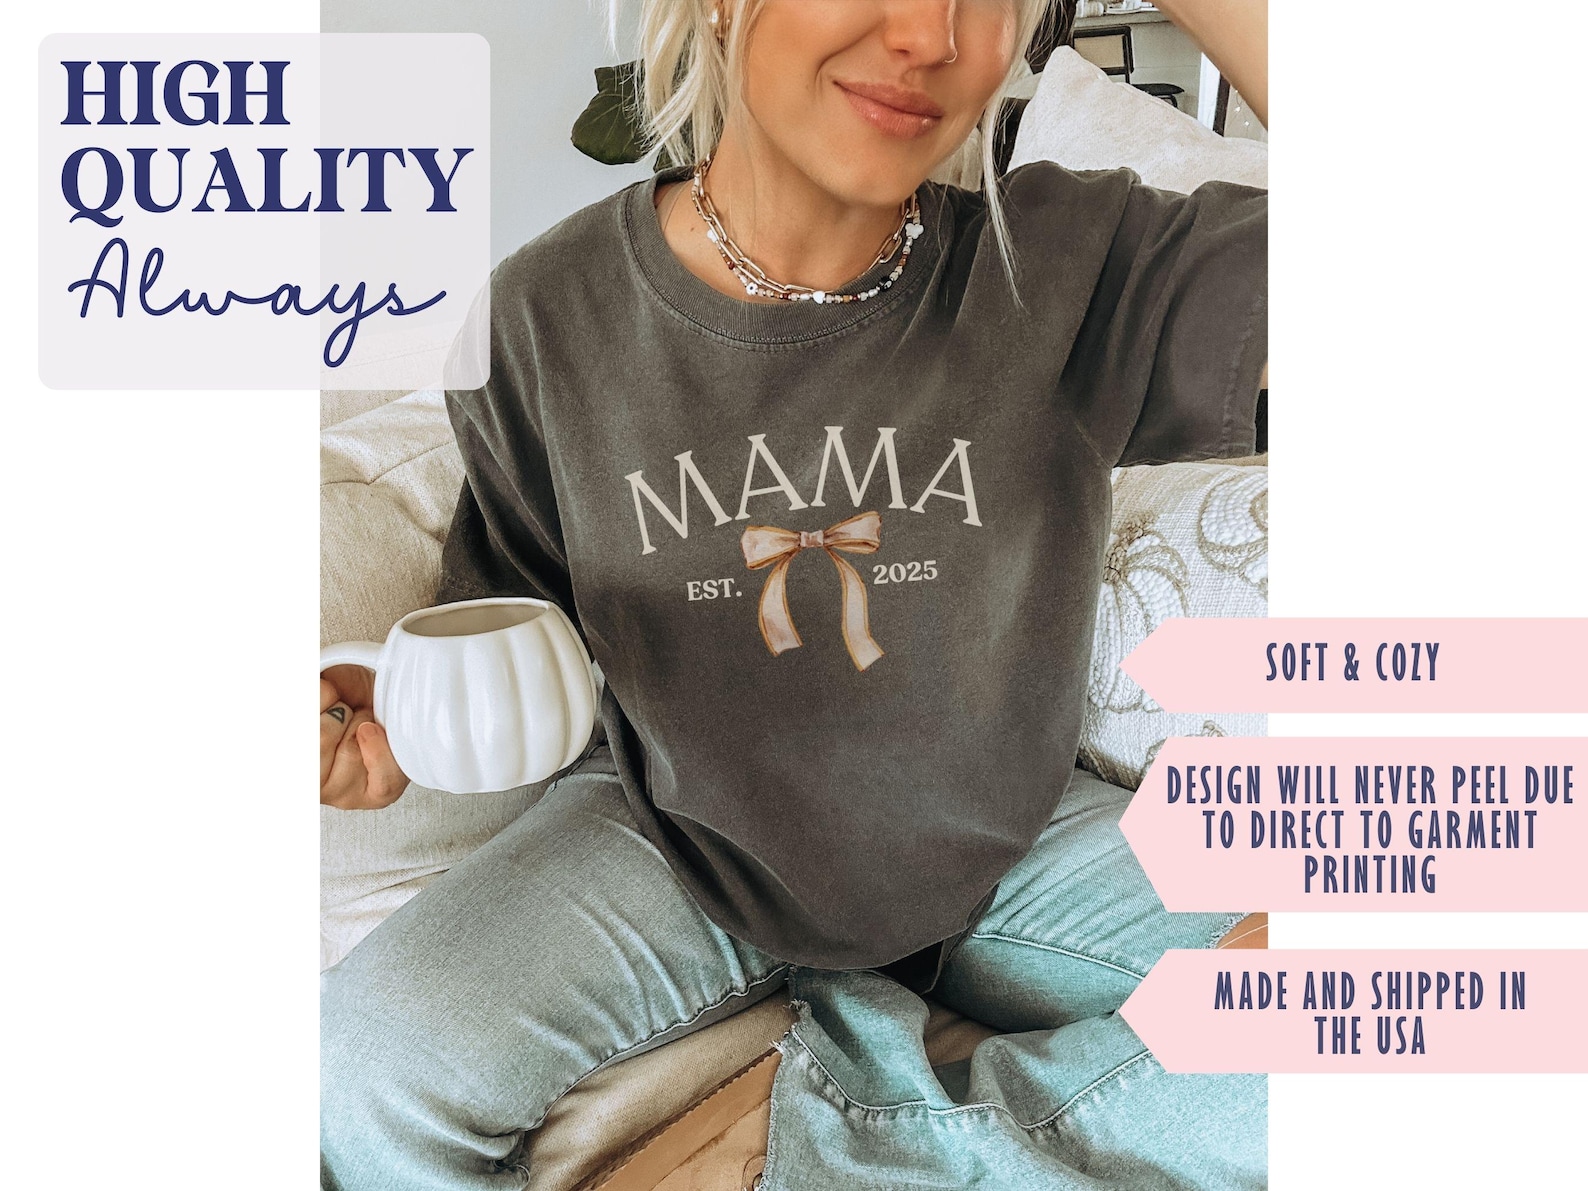 HIGH
QUALITY
Always
MAMA
EST. 2025
SOFT & COZY
DESIGN WILL NEVER PEEL DUE
TO DIRECT TO GARMENT
PRINTING
MADE AND SHIPPED IN
THE USA